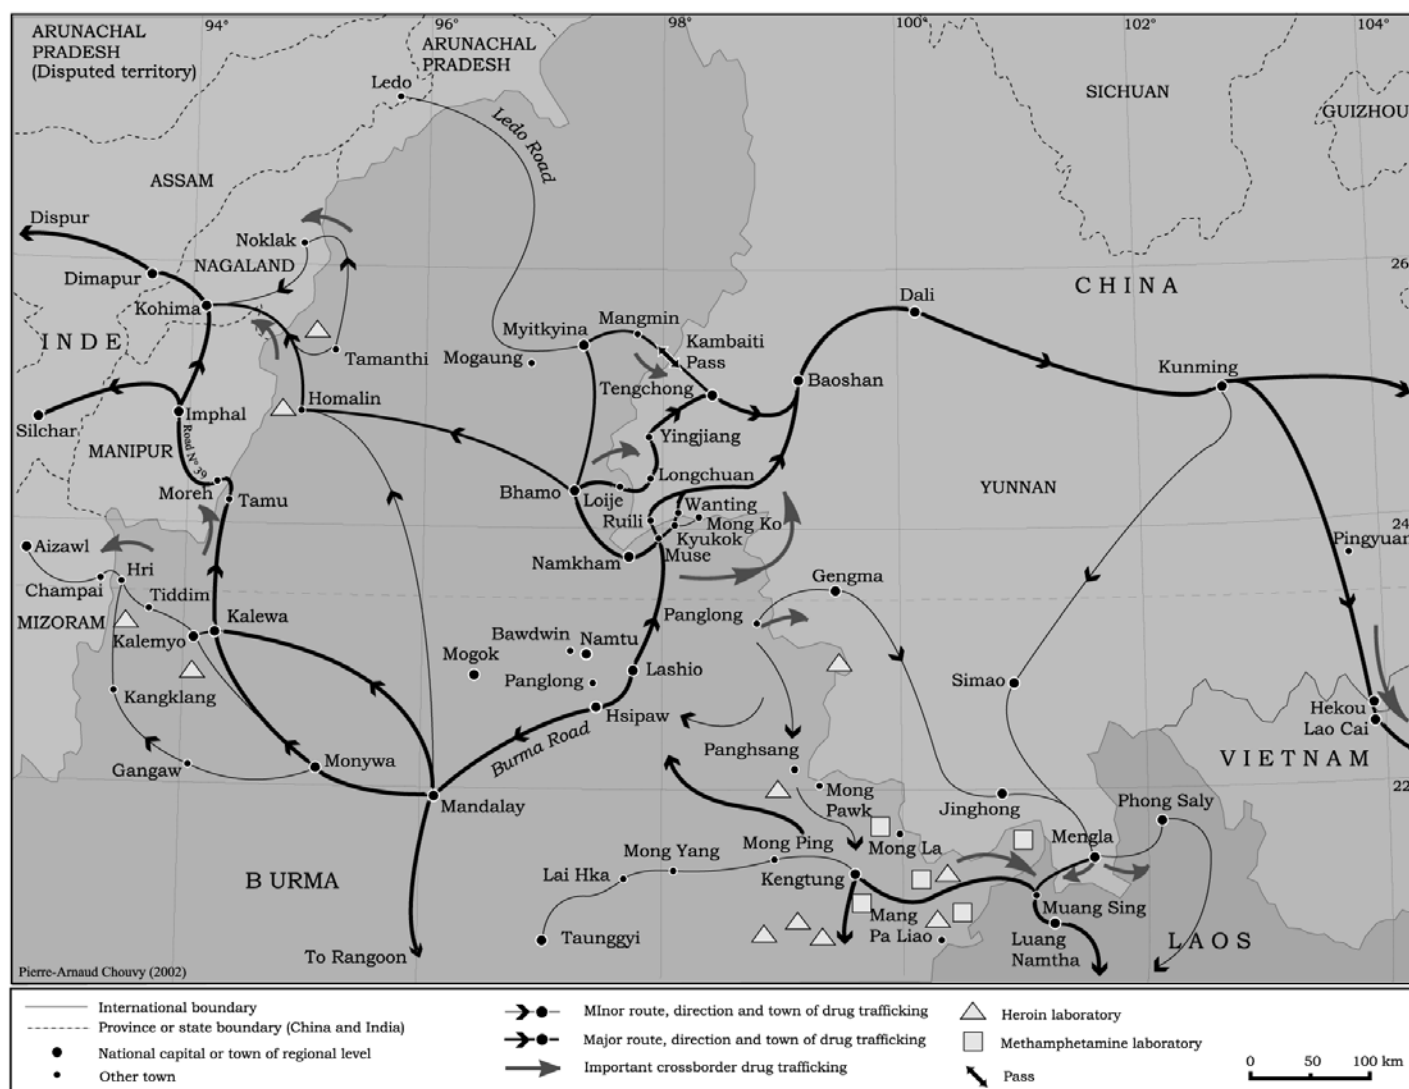 94°
96°
98°
100°
102°
104°
ARUNACHAL
PRADESH
(Disputed territory)
ARUNACHAL
PRADESH
Ledo
Ledo Road
SICHUAN
GUIZHOU
ASSAM
Dispur
Noklak
NAGALAND
Dimapur
Kohima
26
CHINA
INDE
Dali
Mangmin
Myitkyina
Kambaiti
Pass
Mogaung
Tamanthi
Tengchong
Baoshan
Kunming
Homalin
Imphal
Silchar
MANIPUR
Road N° 39
Yingjiang
Longchuan
Moreh
Tamu
Bhamo
Loije
Wanting
Ruili
Mong Ko
Kyukok
Muse
Namkham
YUNNAN
24
Pingyuan
Aizawl
Champai
Hri
Tiddim
Gengma
MIZORAM
Kalewa
Kalemyo
Panglong
Bawdwin
Namtu
Mogok
Panglong
Lashio
Simao
Kangklang
Hsipaw
Hekou
Lao Cai
Burma Road
Panghsang
VIETNAM
Gangaw
Monywa
Mandalay
Mong
Pawk
Jinghong
Phong Saly
22
Mong La
Mengla
Mong Ping
Mong Yang
Lai Hka
Kengtung
BURMA
Muang Sing
Mang
Pa Liao
Luang
Namtha
LAOS
Taunggyi
To Rangoon
Pierre-Arnaud Chouvy (2002)
International boundary
Province or state boundary (China and India)
National capital or town of regional level
Other town
MInor route, direction and town of drug trafficking
Major route, direction and town of drug trafficking
Important crossborder drug trafficking
Heroin laboratory
Methamphetamine laboratory
Pass
0 50 100 km